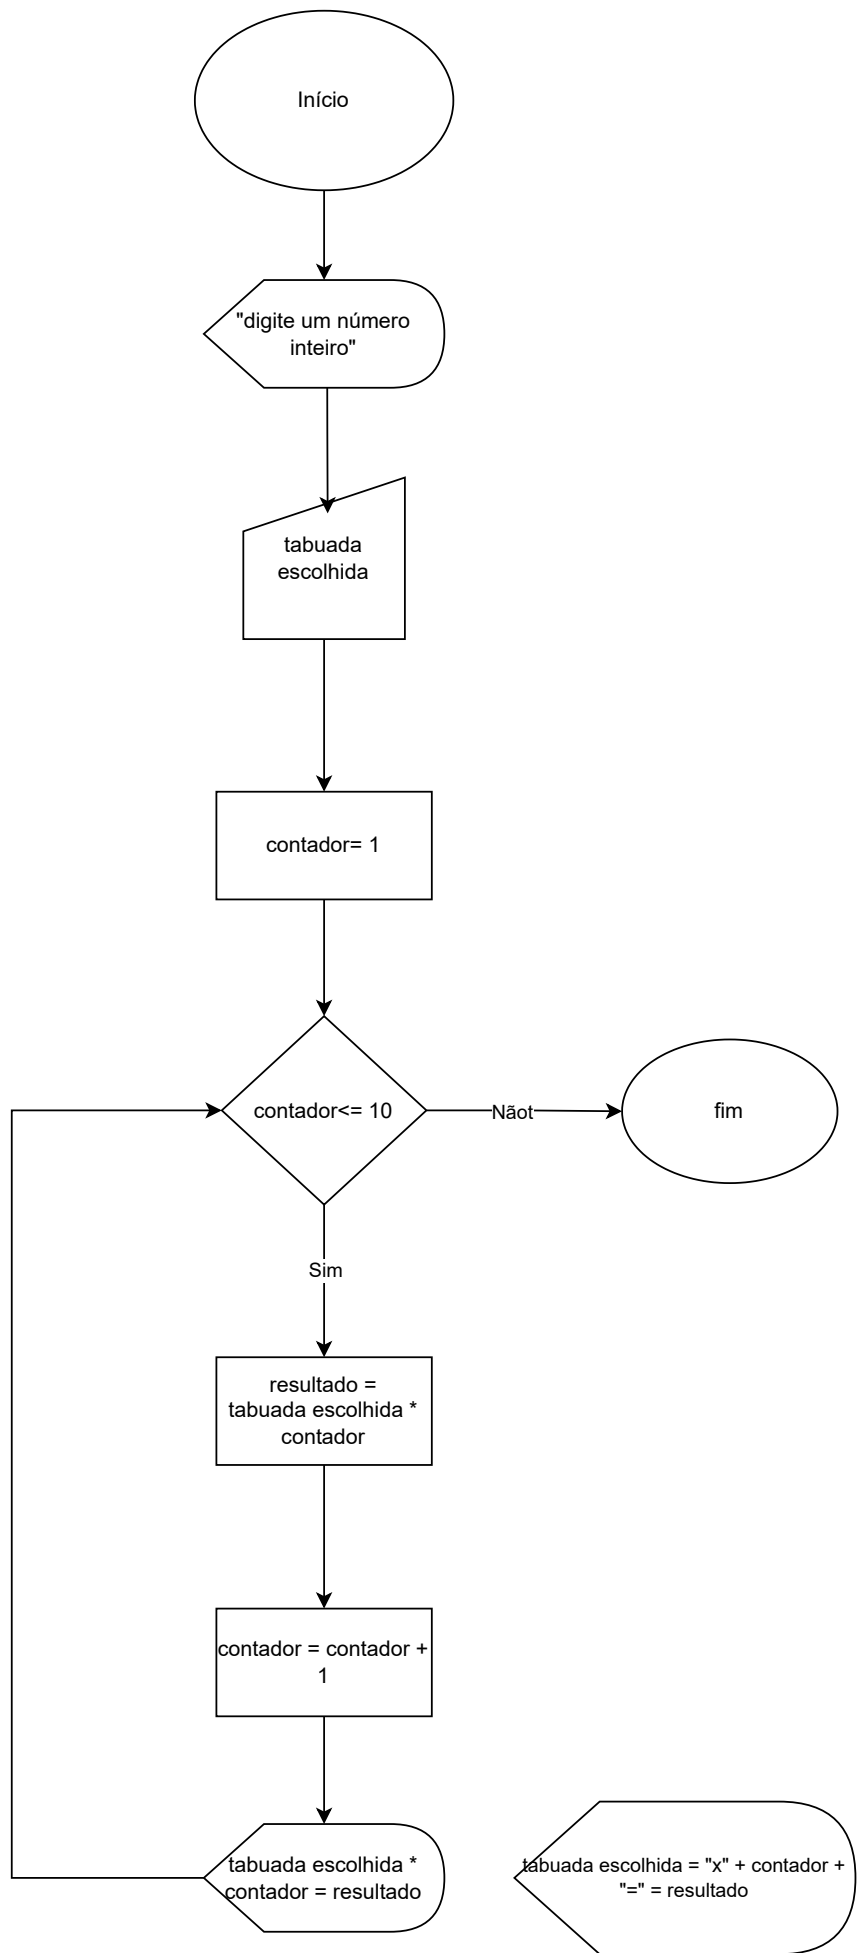 Início
"digite um número
inteiro"
tabuada
escolhida
contador= 1
contador<= 10
Nãot
fim
Sim
resultado =
tabuada escolhida *
contador
contador = contador +
1
tabuada escolhida *
contador = resultado
tabuada escolhida = "x" + contador +
"=" = resultado